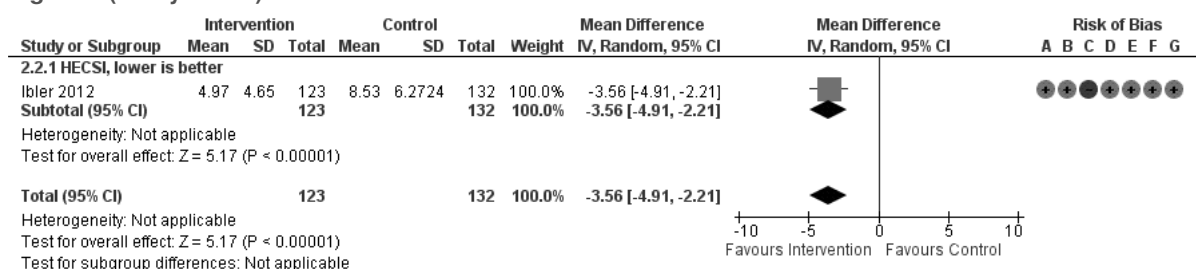 Intervention Control Mean Difference Mean Difference Risk of Bias
Study or Subgroup Mean SD Total Mean SD Total Weight IV, Random, 95% CI IV, Random, 95% CI A B C D E F G
2.2.1 HECSI, lower is better
Ibler 2012 4.97 4.65 123 8.53 6.2724 132 100.0% -3.56 [-4.91, -2.21] + + - + + + +
Subtotal (95% CI) 123 132 100.0% -3.56 [-4.91, -2.21]
Heterogeneity: Not applicable
Test for overall effect: Z = 5.17 (P < 0.00001)
Total (95% CI) 123 132 100.0% -3.56 [-4.91, -2.21]
Heterogeneity: Not applicable
Test for overall effect: Z = 5.17 (P < 0.00001)
Test for subgroup differences: Not applicable
-10 -5 0 5 10
Favours Intervention Favours Control